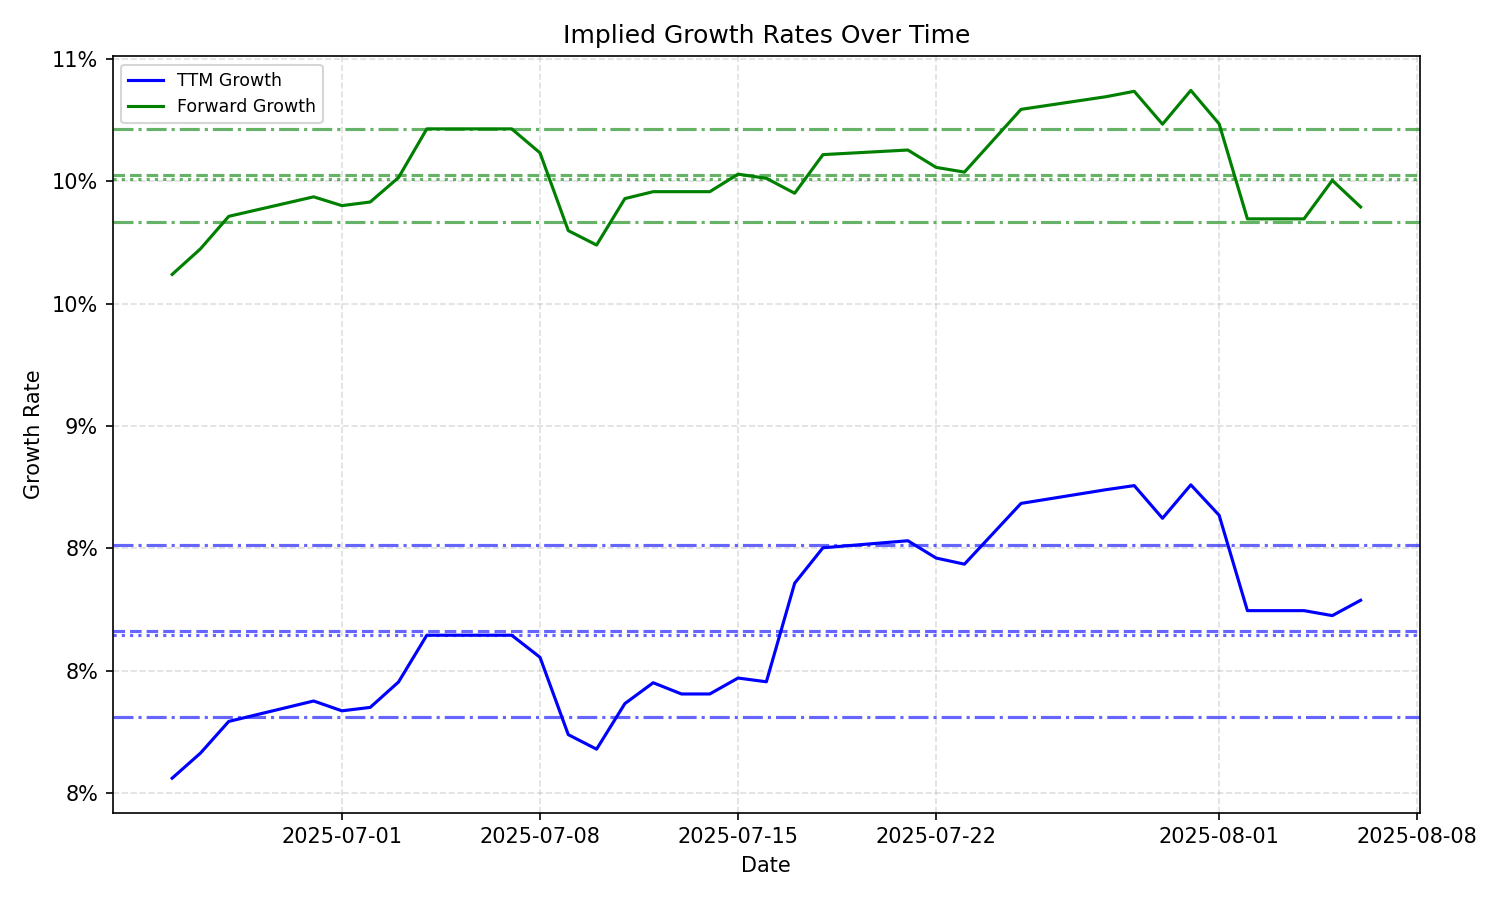 Implied Growth Rates Over Time
11%
TTM Growth
Forward Growth
10%
10%
9%
8%
8%
8%
Growth Rate
2025-07-01
2025-07-08
2025-07-15
2025-07-22
2025-08-01
2025-08-08
Date